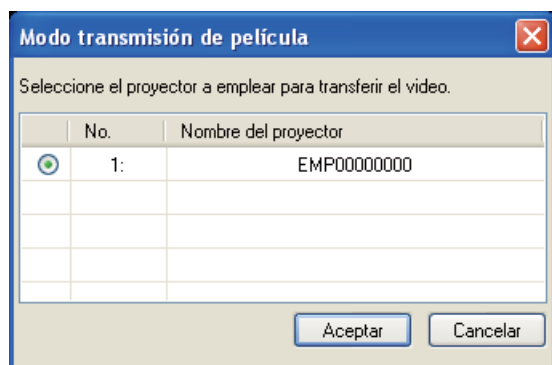 Modo transmisión de película
Seleccione el proyector a emplear para transferir el video.
No. Nombre del proyector
1: EMP00000000
Aceptar Cancelar